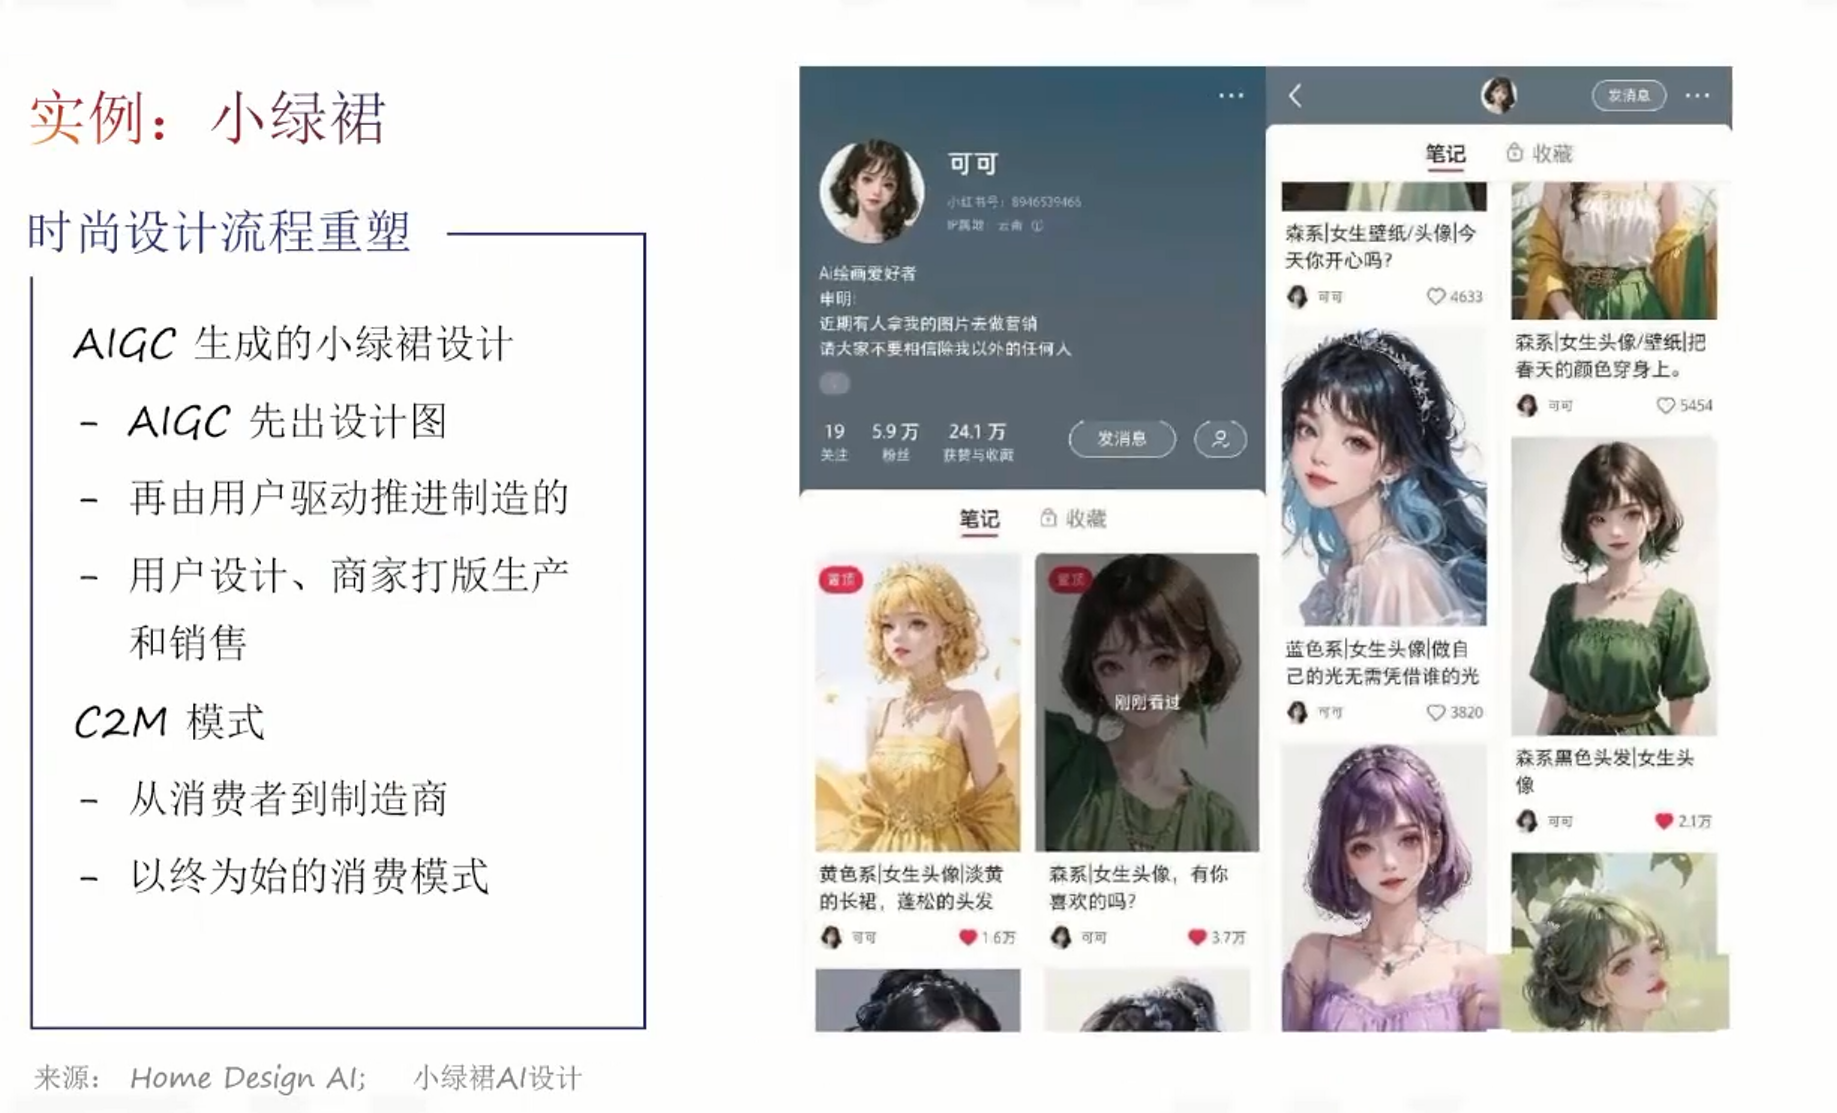 实例：小绿裙
时尚设计流程重塑
AIGC 生成的小绿裙设计
- AIGC 先出设计图
- 再由用户驱动推进制造的
- 用户设计、商家打版生产
和销售
C2M 模式
- 从消费者到制造商
- 以终为始的消费模式
来源： Home Design AI; 小绿裙AI设计
可可
小红书号：8946539466
IP属地：云南
Ai绘画爱好者
申明:
近期有人拿我的图片去做营销
请大家不要相信除我以外的任何人
19 5.9万 24.1万
关注 粉丝 获赞与收藏
发消息
笔记 收藏
置顶
置顶
刚刚看过
黄色系|女生头像|淡黄
的长裙，蓬松的头发
可可 1.6万
森系|女生头像，有你
喜欢的吗?
可可 3.7万
发消息
笔记 收藏
森系|女生壁纸/头像|今
天你开心吗?
可可 4633
蓝色系|女生头像|做自
己的光无需凭借谁的光
可可 3820
森系|女生头像/壁纸|把
春天的颜色穿身上。
可可 5454
森系黑色头发|女生头
像
可可 2.1万